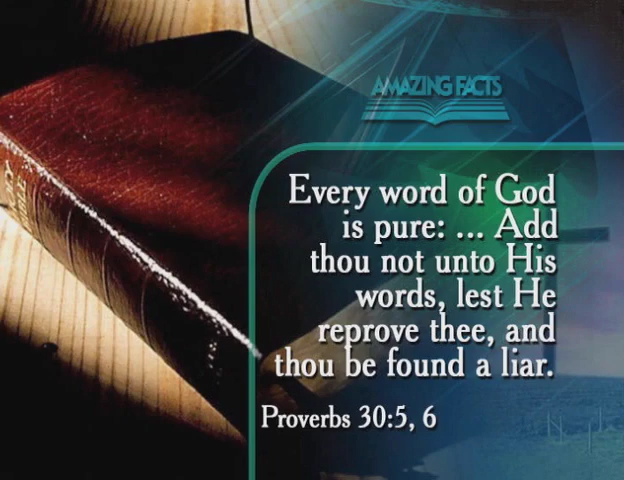 AMAZING FACTS
Every word of God
is pure: ... Add
thou not unto His
words, lest He
reprove thee, and
thou be found a liar.
Proverbs 30:5, 6